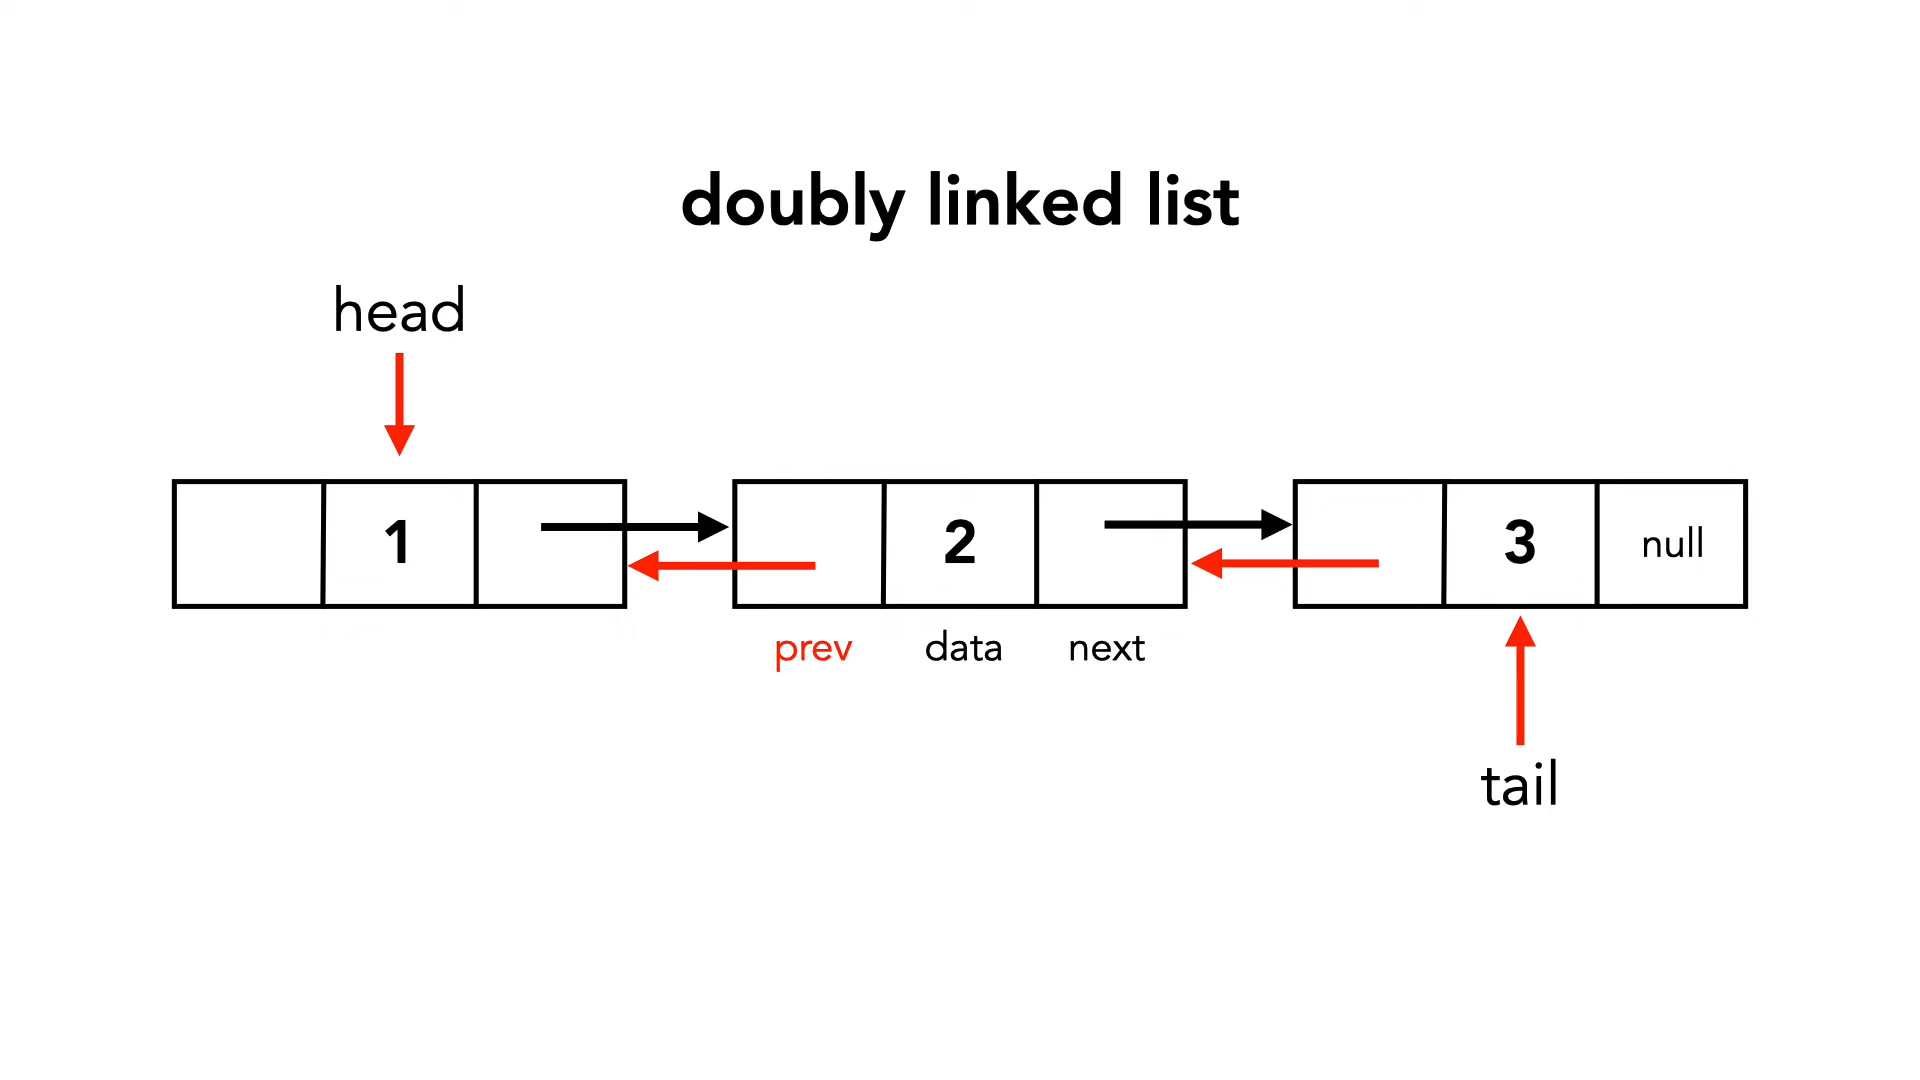 doubly linked list
head
1
2
3
null
prev
data
next
tail